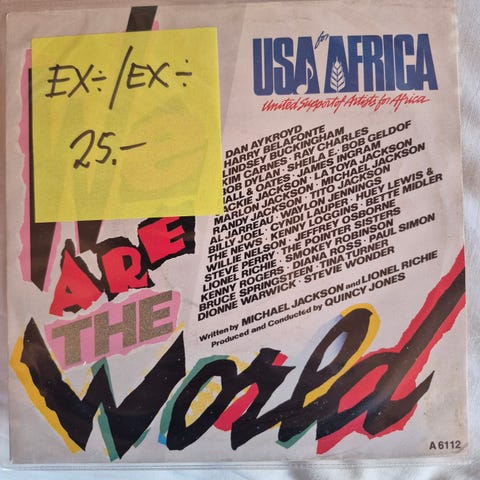 EX÷/EX÷
25.-
USA for AFRICA
United Support of Artists for Africa
DAN AYKROYD
HARRY BELAFONTE
LINDSEY BUCKINGHAM
KIM CARNES · RAY CHARLES
BOB DYLAN · SHEILA E. · BOB GELDOF
HALL & OATES · JAMES INGRAM
JACKIE JACKSON · LA TOYA JACKSON
MARLON JACKSON · MICHAEL JACKSON
RANDY JACKSON · TITO JACKSON
AL JARREAU · WAYLON JENNINGS
BILLY JOEL · CYNDI LAUPER · HUEY LEWIS &
THE NEWS · KENNY LOGGINS · BETTE MIDLER
WILLIE NELSON · JEFFREY OSBORNE
STEVE PERRY · THE POINTER SISTERS
LIONEL RICHIE · SMOKEY ROBINSON
KENNY ROGERS · DIANA ROSS · PAUL SIMON
BRUCE SPRINGSTEEN · TINA TURNER
DIONNE WARWICK · STEVIE WONDER
Written by MICHAEL JACKSON and LIONEL RICHIE
Produced and Conducted by QUINCY JONES
ARE
THE
World
A 6112